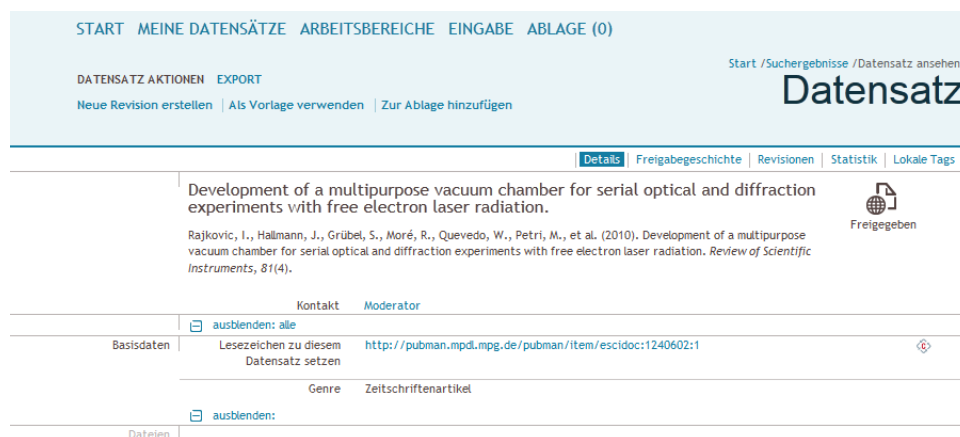 START MEINE DATENSÄTZE ARBEITSBEREICHE EINGABE ABLAGE (0)
Start /Suchergebnisse /Datensatz ansehen
DATENSATZ AKTIONEN EXPORT
Datensatz
Neue Revision erstellen | Als Vorlage verwenden | Zur Ablage hinzufügen
Details | Freigabegeschichte | Revisionen | Statistik | Lokale Tags
Development of a multipurpose vacuum chamber for serial optical and diffraction
experiments with free electron laser radiation.
Freigegeben
Rajkovic, I., Hallmann, J., Grübel, S., Moré, R., Quevedo, W., Petri, M., et al. (2010). Development of a multipurpose
vacuum chamber for serial optical and diffraction experiments with free electron laser radiation. Review of Scientific
Instruments, 81(4).
Kontakt Moderator
ausblenden: alle
Basisdaten Lesezeichen zu diesem http://pubman.mpdl.mpg.de/pubman/item/escidoc:1240602:1
Datensatz setzen
Genre Zeitschriftenartikel
ausblenden:
Dateien